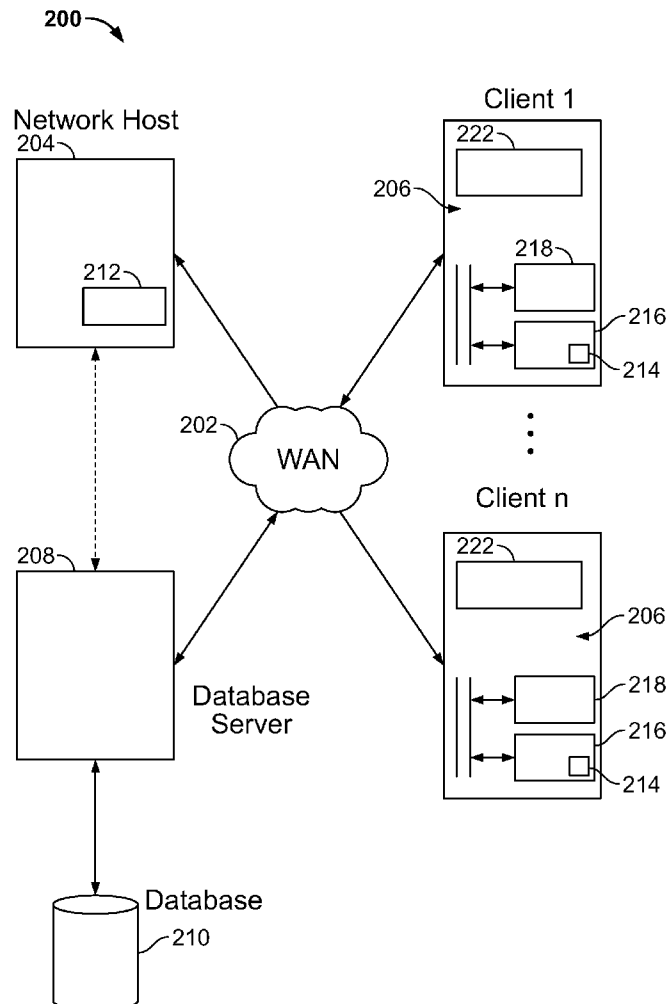 200
Network Host
204
212
Client 1
222
206
218
216
214
202
WAN
Client n
222
206
218
216
214
208
Database
Server
Database
210